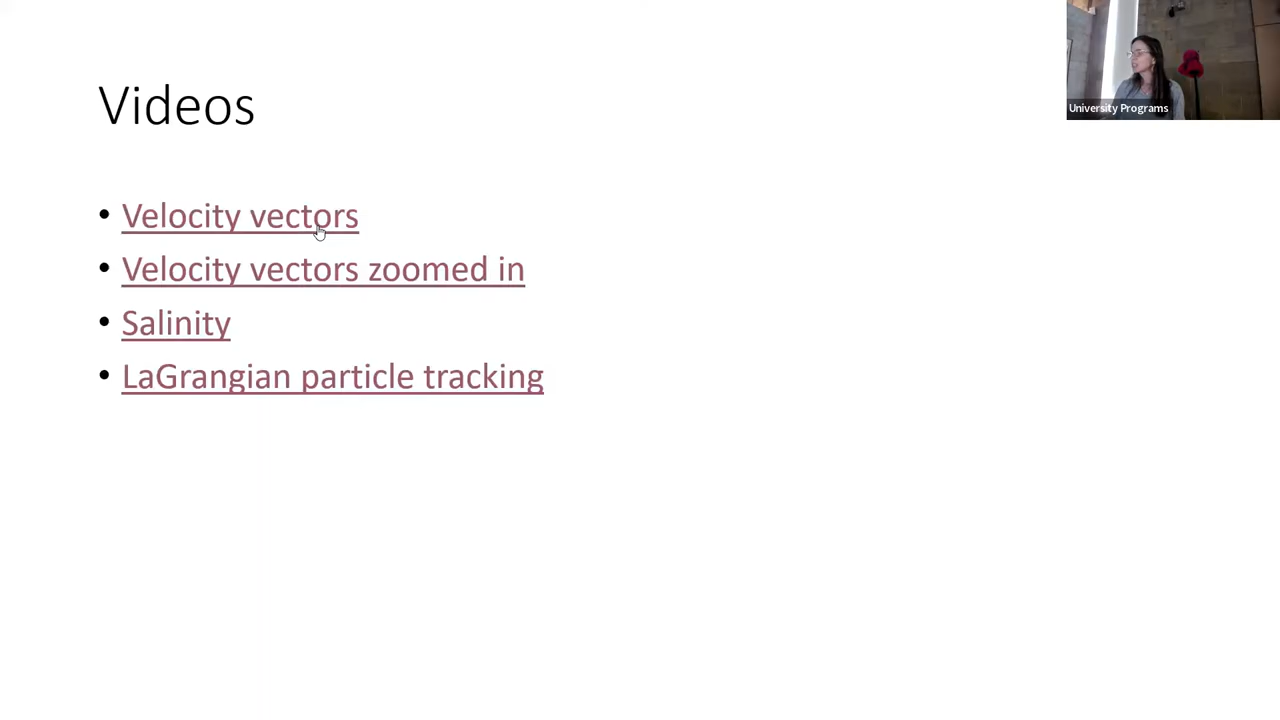 Videos
University Programs
• Velocity vectors
• Velocity vectors zoomed in
• Salinity
• LaGrangian particle tracking